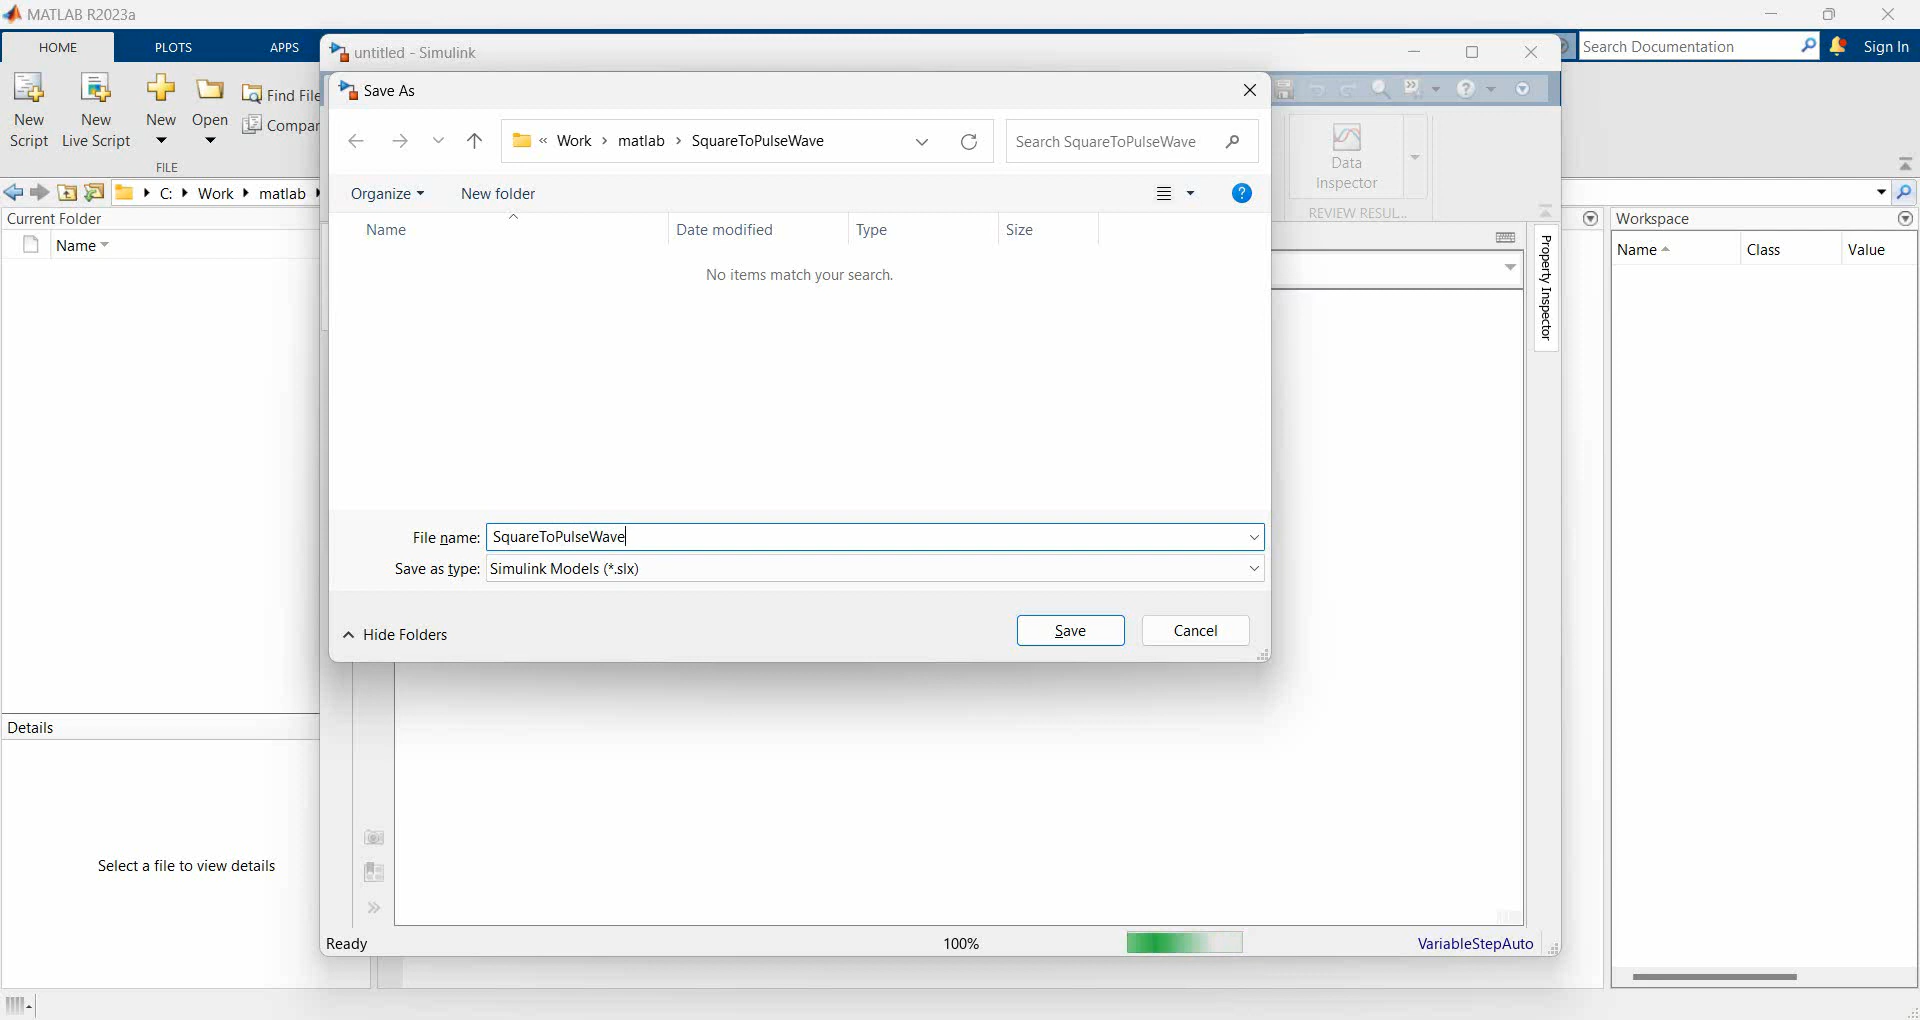 MATLAB R2023a
HOME PLOTS APPS
untitled - Simulink
Search Documentation
Sign In
Save As
New Script
New Live Script
New
Open
Find File
Compar
FILE
« Work › matlab › SquareToPulseWave
Search SquareToPulseWave
Data Inspector
REVIEW RESUL...
C: Work matlab
Organize New folder
Current Folder
Name
Name Date modified Type Size
No items match your search.
Property Inspector
Workspace
Name Class Value
File name: SquareToPulseWave
Save as type: Simulink Models (*.slx)
Hide Folders
Save Cancel
Details
Select a file to view details
Ready 100% VariableStepAuto